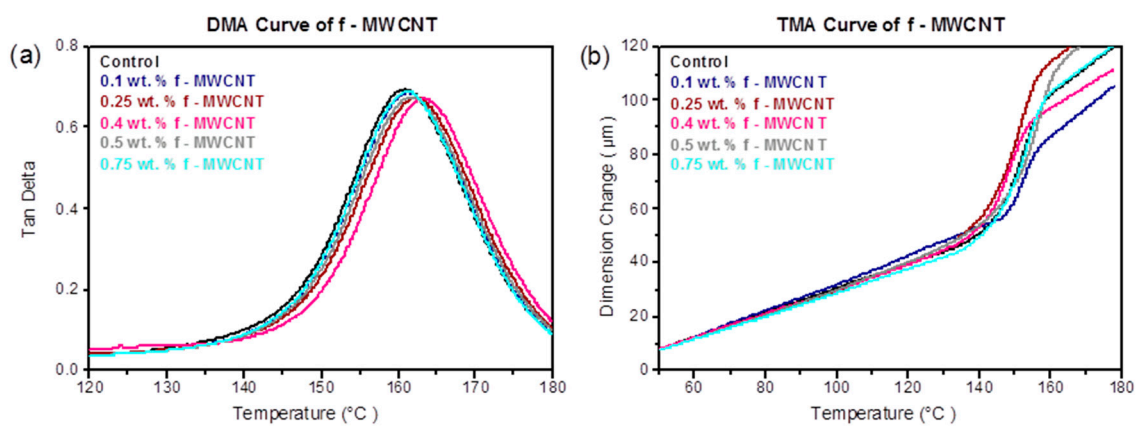 DMA Curve of f - MWCNT
(a)
0.8
0.6
0.4
0.2
0.0
Tan Delta
Control
0.1 wt. % f - MWCNT
0.25 wt. % f - MWCNT
0.4 wt. % f - MWCNT
0.5 wt. % f - MWCNT
0.75 wt. % f - MWCNT
120 130 140 150 160 170 180
Temperature (°C)
TMA Curve of f - MWCNT
(b)
120
100
80
60
40
20
0
Dimension Change ( µm)
Control
0.1 wt. % f - MWCNT
0.25 wt. % f - MWCNT
0.4 wt. % f - MWCNT
0.5 wt. % f - MWCNT
0.75 wt. % f - MWCNT
60 80 100 120 140 160 180
Temperature (°C)